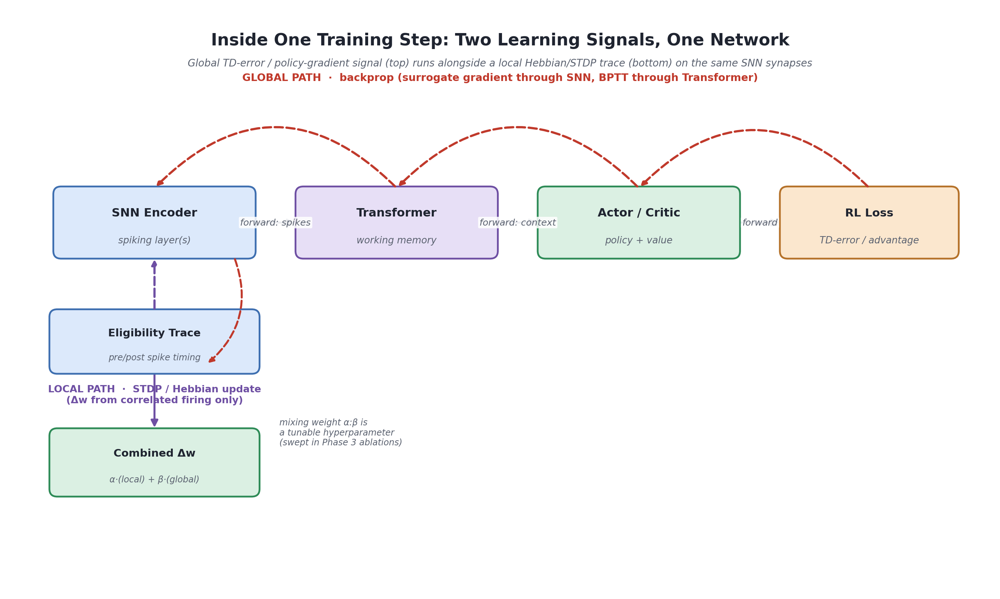 Inside One Training Step: Two Learning Signals, One Network
Global TD-error / policy-gradient signal (top) runs alongside a local Hebbian/STDP trace (bottom) on the same SNN synapses
GLOBAL PATH · backprop (surrogate gradient through SNN, BPTT through Transformer)
SNN Encoder
spiking layer(s)
forward: spikes
Transformer
working memory
forward: context
Actor / Critic
policy + value
forward
RL Loss
TD-error / advantage
Eligibility Trace
pre/post spike timing
LOCAL PATH · STDP / Hebbian update
(Δw from correlated firing only)
mixing weight α:β is
a tunable hyperparameter
(swept in Phase 3 ablations)
Combined Δw
α·(local) + β·(global)